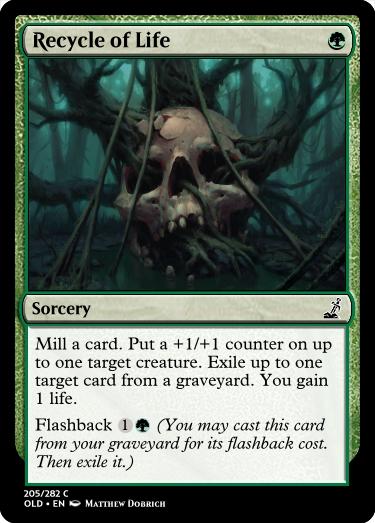 Recycle of Life
Sorcery
Mill a card. Put a +1/+1 counter on up
to one target creature. Exile up to one
target card from a graveyard. You gain
1 life.
Flashback 1 (You may cast this card
from your graveyard for its flashback cost.
Then exile it.)
205/282 C
OLD • EN Matthew Dobrich